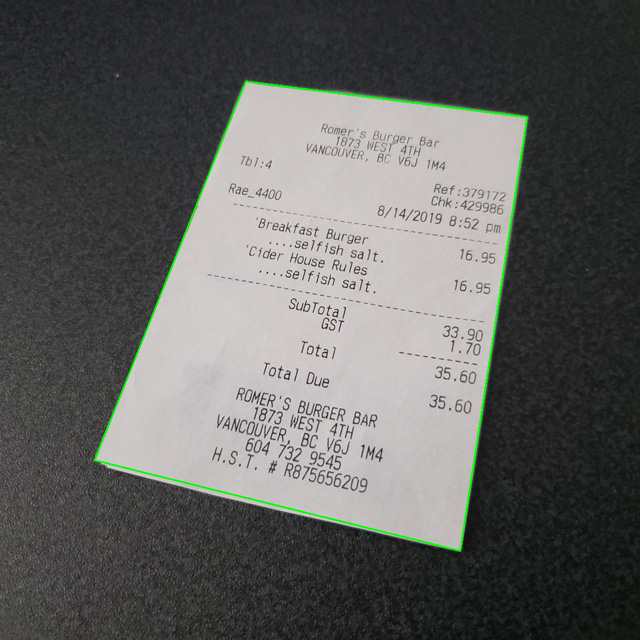 Romer's Burger Bar
1873 WEST 4TH
VANCOUVER, BC V6J 1M4
Tbl:4 Ref:379172
Chk:429986
Rae_4400 8/14/2019 8:52 pm
'Breakfast Burger 16.95
....selfish salt.
'Cider House Rules 16.95
....selfish salt.
SubTotal 33.90
GST 1.70
Total 35.60
Total Due 35.60
ROMER'S BURGER BAR
1873 WEST 4TH
VANCOUVER, BC V6J 1M4
604 732 9545
H.S.T. # R875656209